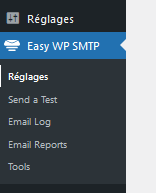 Réglages
Easy WP SMTP
Réglages
Send a Test
Email Log
Email Reports
Tools